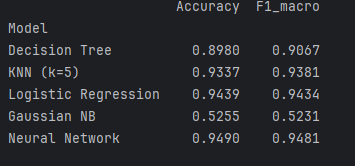 Accuracy F1_macro
Model
Decision Tree 0.8980 0.9067
KNN (k=5) 0.9337 0.9381
Logistic Regression 0.9439 0.9434
Gaussian NB 0.5255 0.5231
Neural Network 0.9490 0.9481